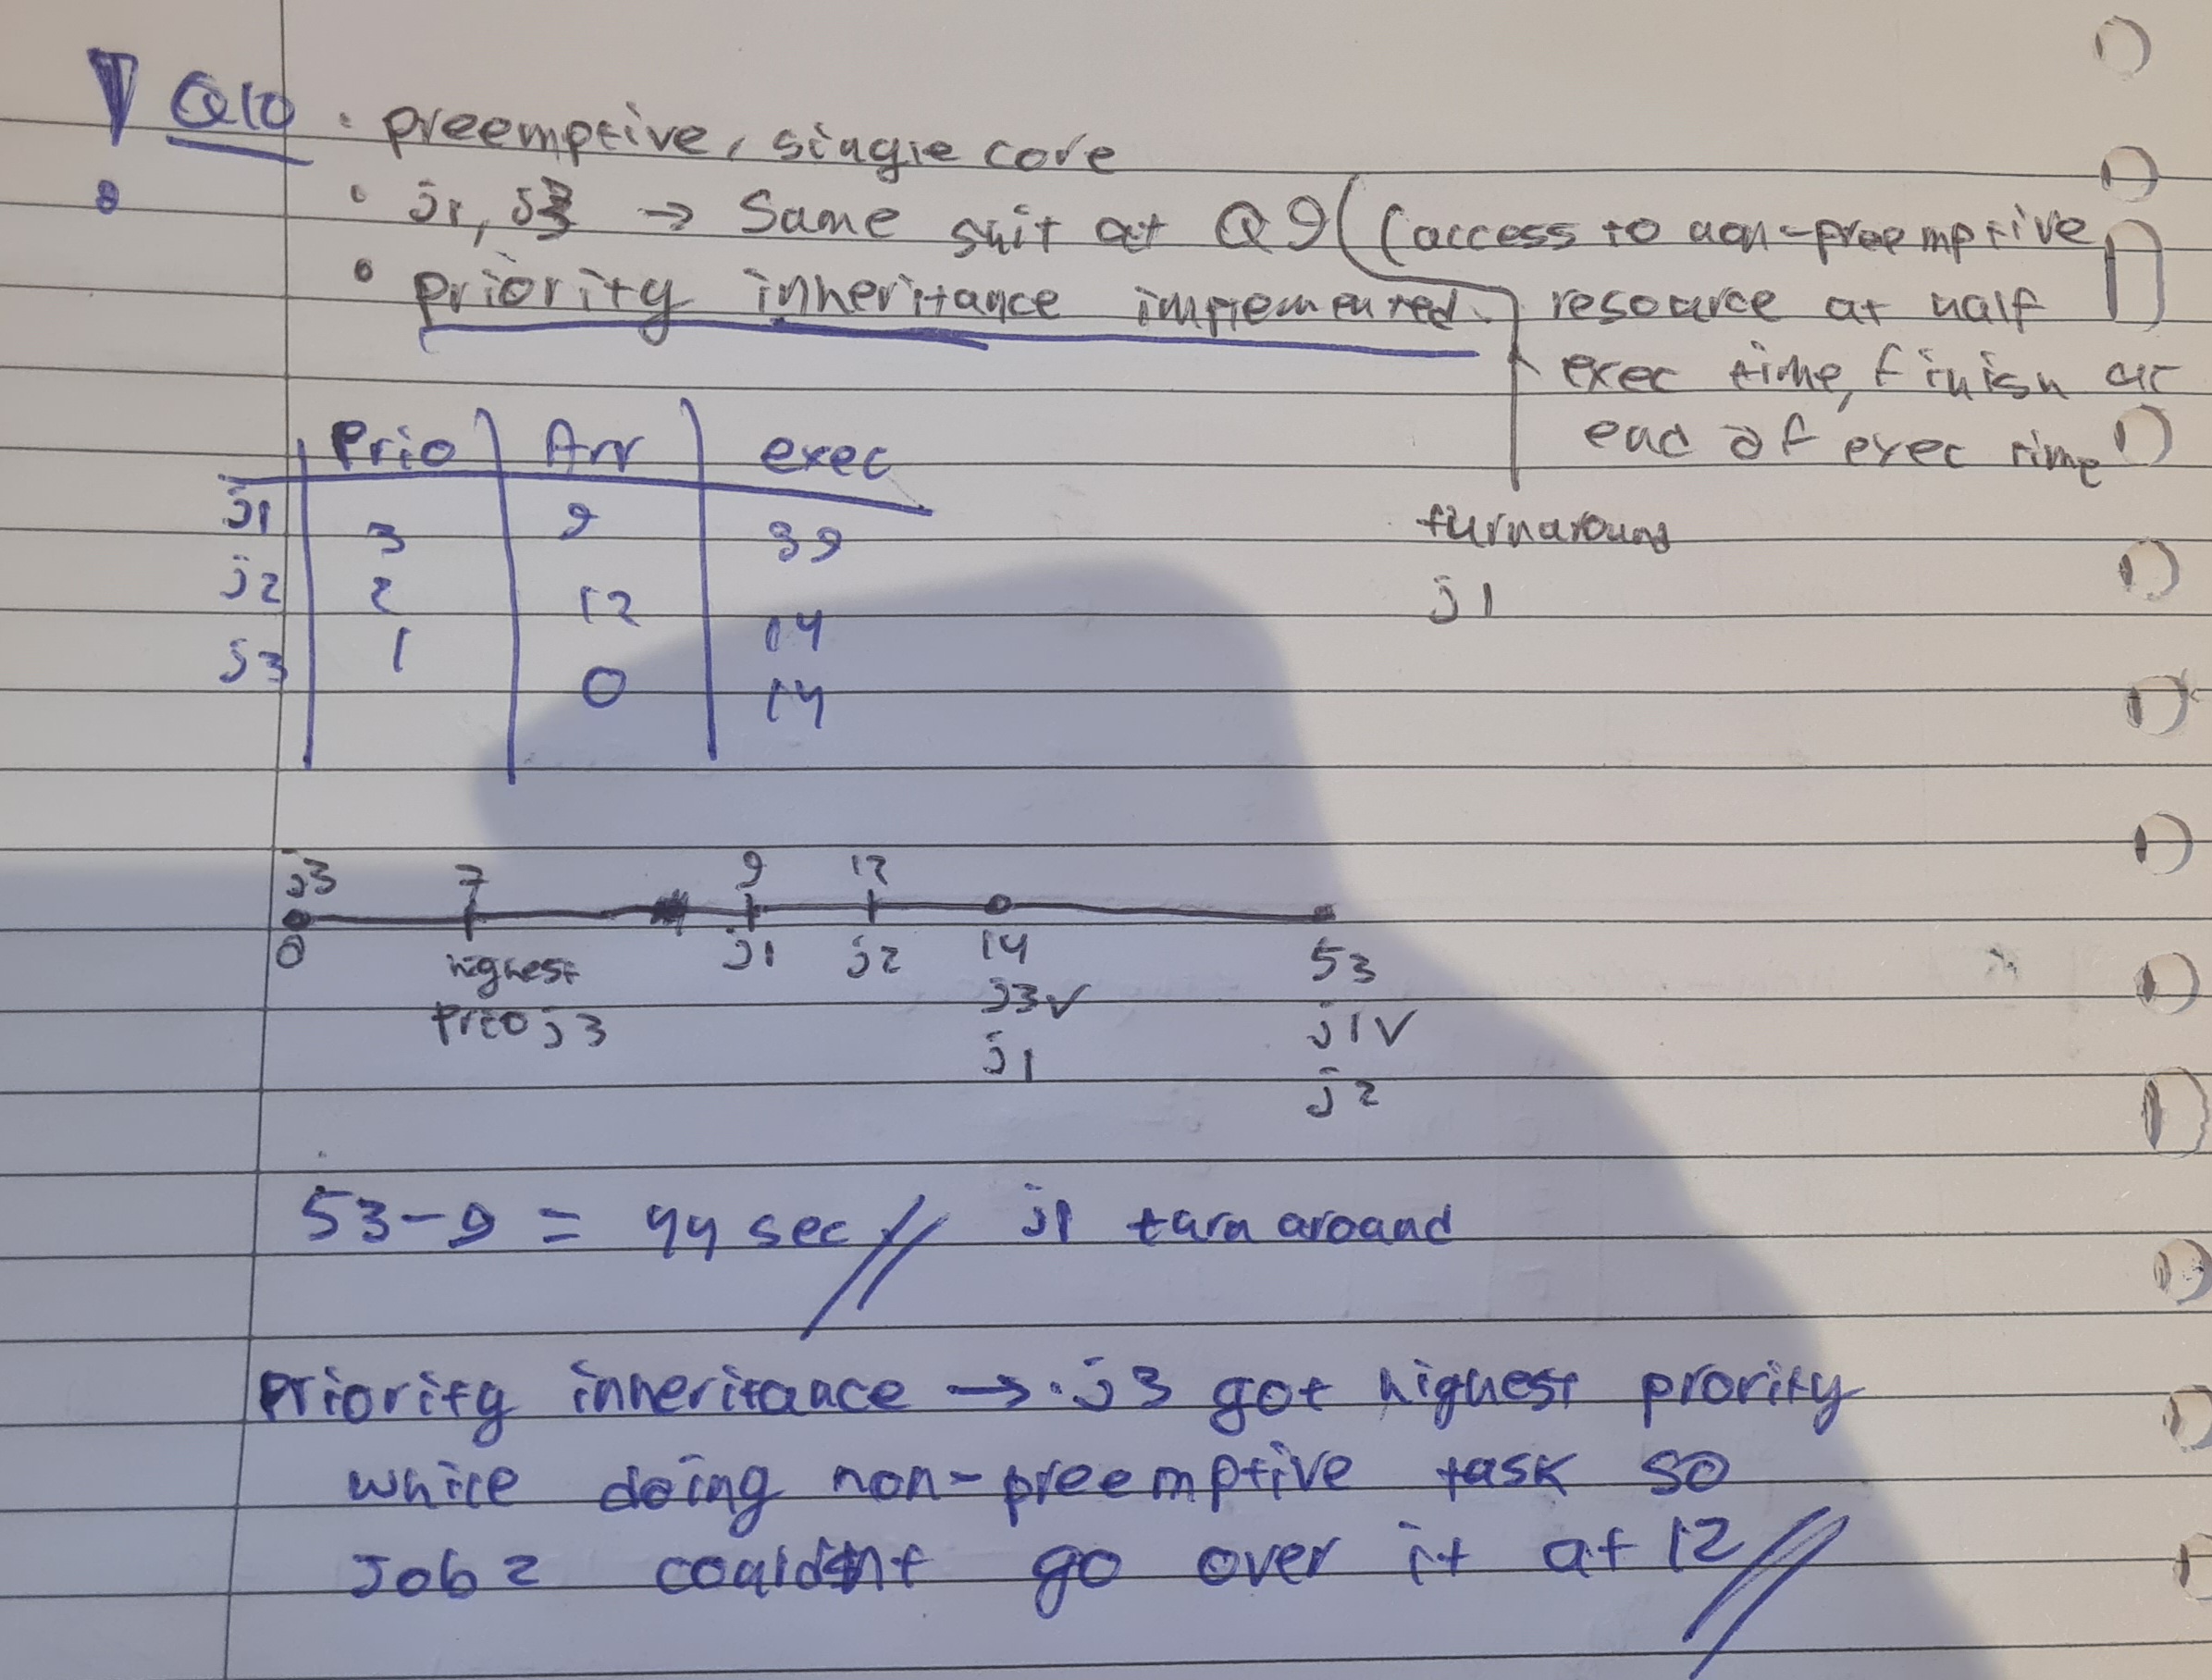 Q10 • preemptive, single core
• j1, j3 → Same shit at Q9 (access to non-preemptive
• priority inheritance implemented. resource at half
exec time, finish at
end of exec time
Prio Arr exec
j1 3 9 39
j2 2 12 14
j3 1 0 14
turnaround
j1
j3 7 9 12
0 highest prio j3 j1 j2 14 53
j3✓ j1✓
j1 j2
53-9 = 44 sec // j1 turn around
Priority inheritance →. j3 got highest prority
while doing non-preemptive task so
Job 2 couldnt go over it at 12 //